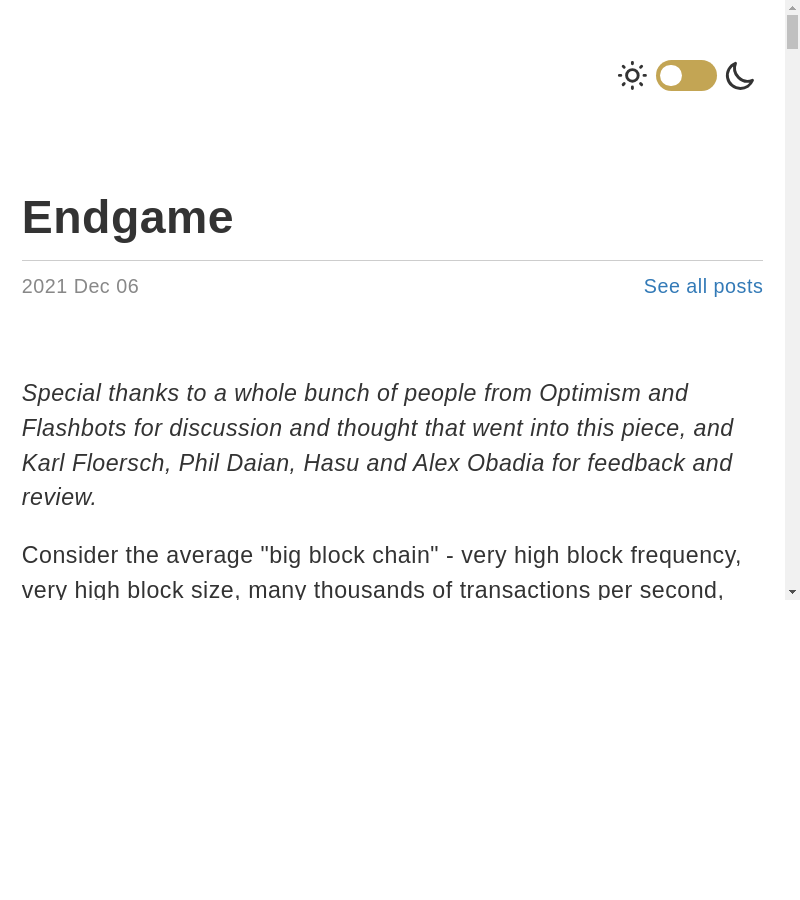 Endgame
2021 Dec 06
See all posts
Special thanks to a whole bunch of people from Optimism and
Flashbots for discussion and thought that went into this piece, and
Karl Floersch, Phil Daian, Hasu and Alex Obadia for feedback and
review.
Consider the average "big block chain" - very high block frequency,
very high block size, many thousands of transactions per second,